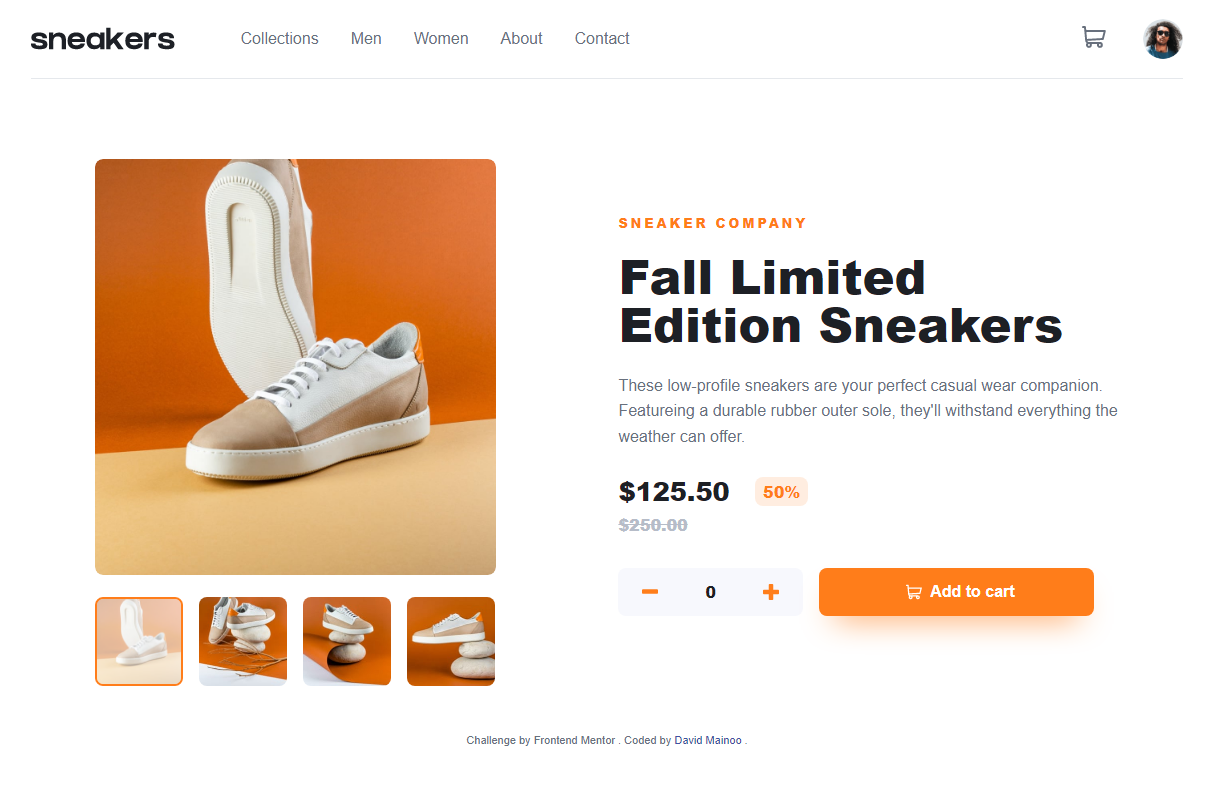 sneakers
Collections Men Women About Contact
SNEAKER COMPANY
Fall Limited
Edition Sneakers
These low-profile sneakers are your perfect casual wear companion.
Featureing a durable rubber outer sole, they'll withstand everything the
weather can offer.
$125.50 50%
$250.00
0 Add to cart
Challenge by Frontend Mentor . Coded by David Mainoo .